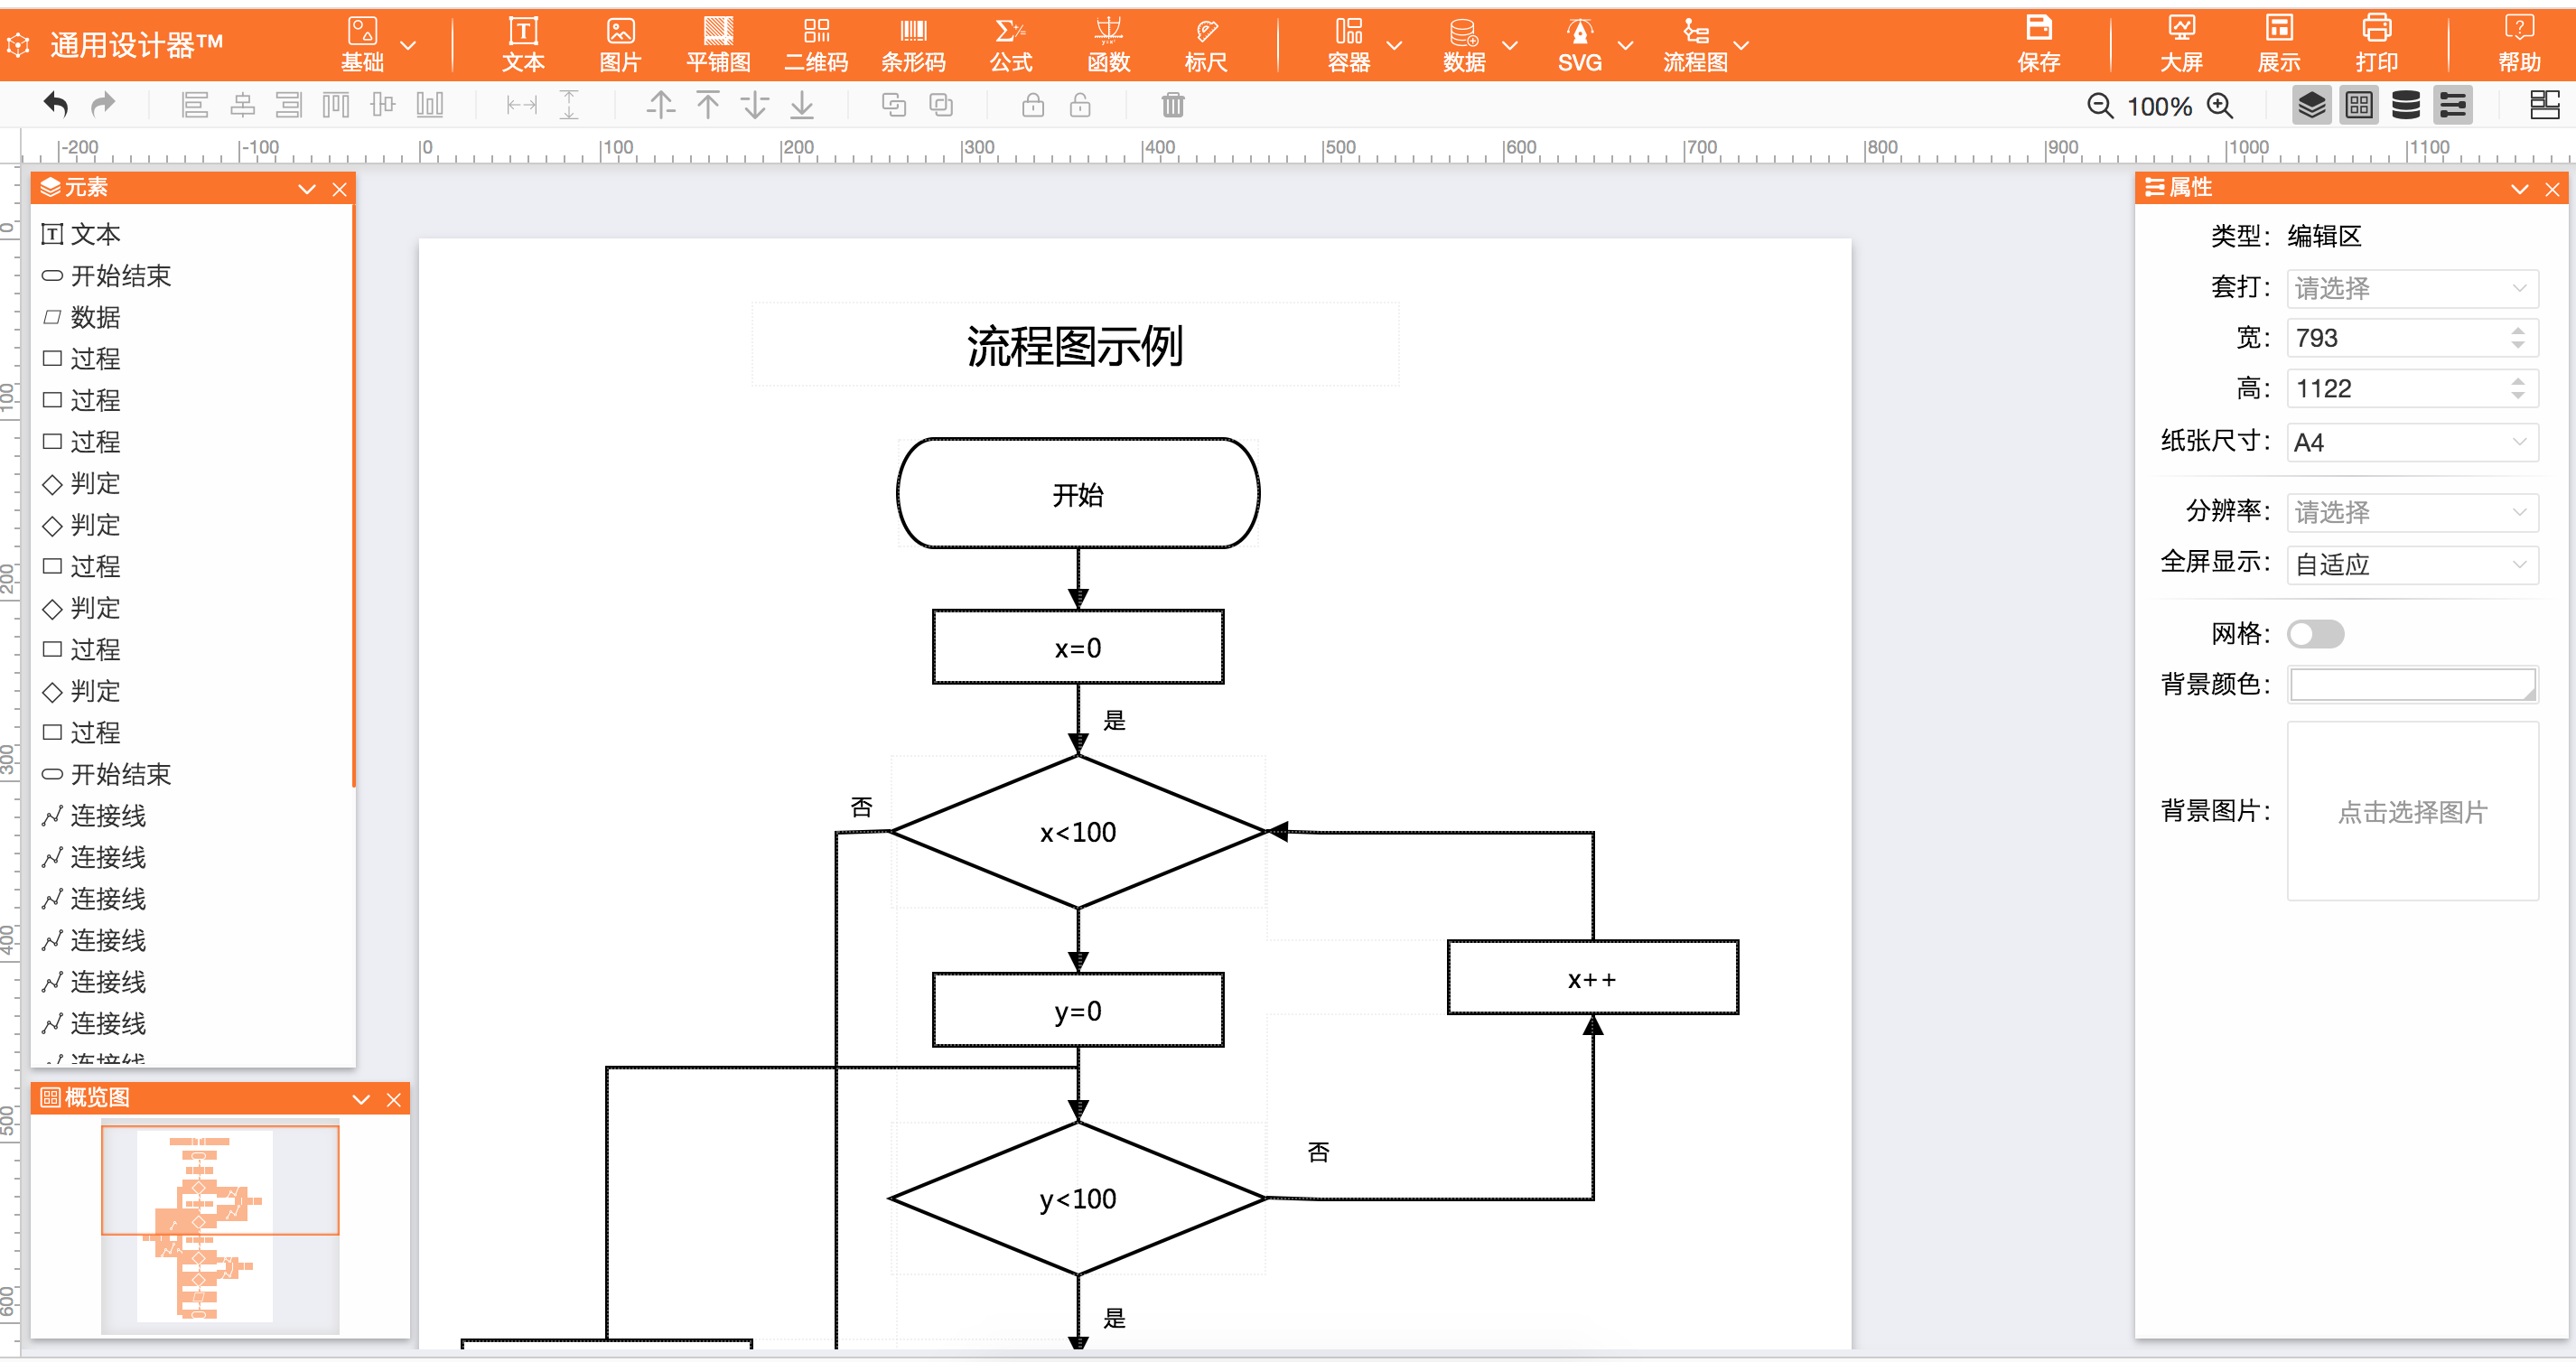 通用设计器™
基础
文本
图片
平铺图
二维码
条形码
公式
函数
标尺
容器
数据
SVG
流程图
保存
大屏
展示
打印
帮助
100%
-200 -100 0 100 200 300 400 500 600 700 800 900 1000 1100
0
100
200
300
400
500
600
元素
文本
开始结束
数据
过程
过程
过程
判定
判定
过程
判定
过程
判定
过程
开始结束
连接线
连接线
连接线
连接线
连接线
连接线
连接线
概览图
流程图示例
开始
x=0
是
否
x<100
x++
y=0
否
y<100
是
属性
类型: 编辑区
套打: 请选择
宽: 793
高: 1122
纸张尺寸: A4
分辨率: 请选择
全屏显示: 自适应
网格:
背景颜色:
背景图片: 点击选择图片